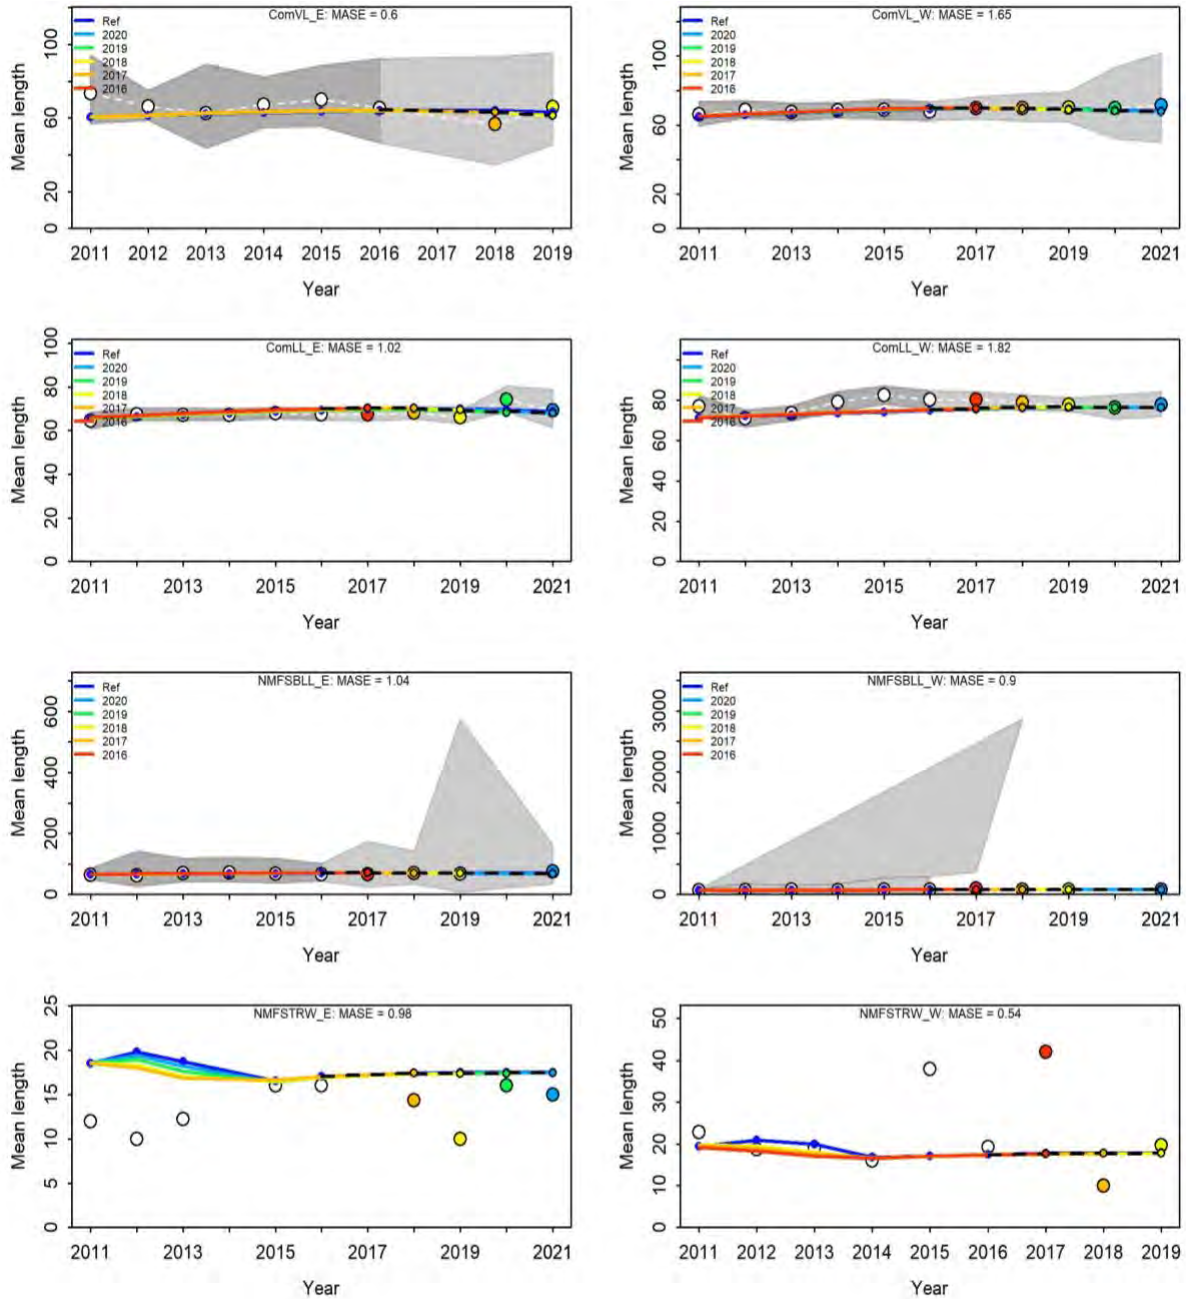 ComVL_E: MASE = 0.6
Ref
2020
2019
2018
2017
2016
Mean length
0
20
60
100
2011 2012 2013 2014 2015 2016 2017 2018 2019
Year
ComVL_W: MASE = 1.65
Ref
2020
2019
2018
2017
2016
Mean length
0
20
60
100
2011 2013 2015 2017 2019 2021
Year
ComLL_E: MASE = 1.02
Ref
2020
2019
2018
2017
2016
Mean length
0
20
40
60
80
100
2011 2013 2015 2017 2019 2021
Year
ComLL_W: MASE = 1.82
Ref
2020
2019
2018
2017
2016
Mean length
0
20
40
60
80
2011 2013 2015 2017 2019 2021
Year
NMFSBLL_E: MASE = 1.04
Ref
2020
2019
2018
2017
2016
Mean length
0
200
400
600
2011 2013 2015 2017 2019 2021
Year
NMFSBLL_W: MASE = 0.9
Ref
2020
2019
2018
2017
2016
Mean length
0
1000
2000
3000
2011 2013 2015 2017 2019 2021
Year
NMFSTRW_E: MASE = 0.98
Mean length
0
5
10
15
20
25
2011 2013 2015 2017 2019 2021
Year
NMFSTRW_W: MASE = 0.54
Mean length
0
10
20
30
40
50
2011 2012 2013 2014 2015 2016 2017 2018 2019
Year